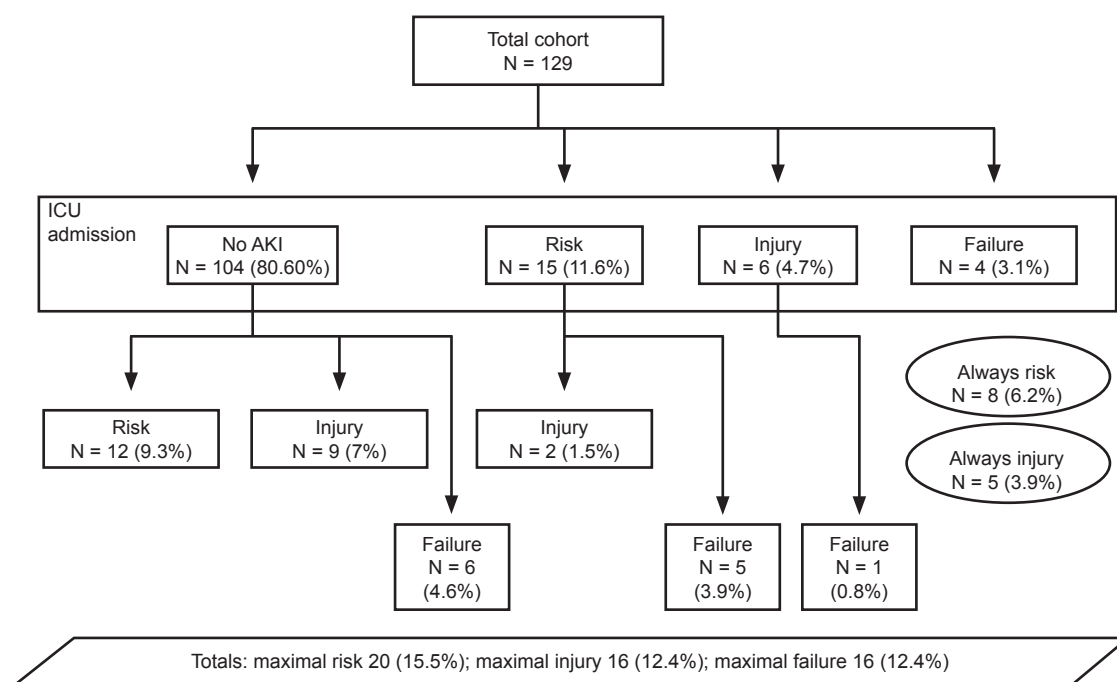 Total cohort
N = 129
ICU
admission
No AKI
N = 104 (80.60%)
Risk
N = 15 (11.6%)
Injury
N = 6 (4.7%)
Failure
N = 4 (3.1%)
Always risk
N = 8 (6.2%)
Risk
N = 12 (9.3%)
Injury
N = 9 (7%)
Injury
N = 2 (1.5%)
Always injury
N = 5 (3.9%)
Failure
N = 6
(4.6%)
Failure
N = 5
(3.9%)
Failure
N = 1
(0.8%)
Totals: maximal risk 20 (15.5%); maximal injury 16 (12.4%); maximal failure 16 (12.4%)